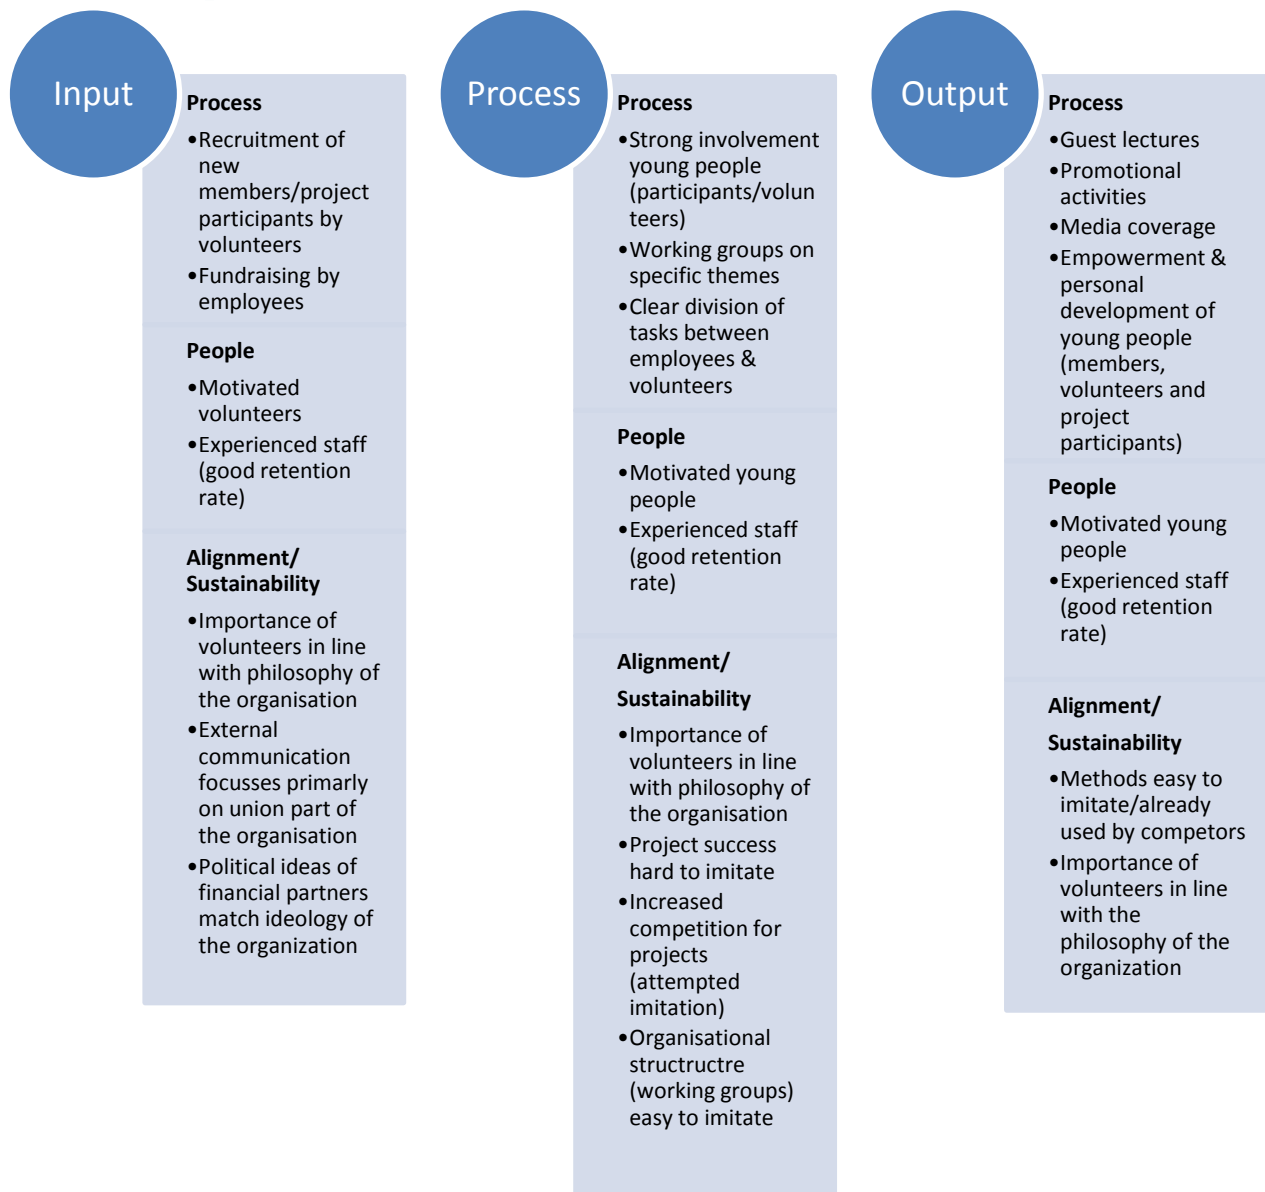 Input
Process
•Recruitment of
new
members/project
participants by
volunteers
•Fundraising by
employees
People
•Motivated
volunteers
•Experienced staff
(good retention
rate)
Alignment/
Sustainability
•Importance of
volunteers in line
with philosophy of
the organisation
•External
communication
focusses primarly
on union part of
the organisation
•Political ideas of
financial partners
match ideology of
the organization
Process
Process
•Strong involvement
young people
(participants/volun
teers)
•Working groups on
specific themes
•Clear division of
tasks between
employees &
volunteers
People
•Motivated young
people
•Experienced staff
(good retention
rate)
Alignment/
Sustainability
•Importance of
volunteers in line
with philosophy of
the organisation
•Project success
hard to imitate
•Increased
competition for
projects
(attempted
imitation)
•Organisational
structructre
(working groups)
easy to imitate
Output
Process
•Guest lectures
•Promotional
activities
•Media coverage
•Empowerment &
personal
development of
young people
(members,
volunteers and
project
participants)
People
•Motivated young
people
•Experienced staff
(good retention
rate)
Alignment/
Sustainability
•Methods easy to
imitate/already
used by competors
•Importance of
volunteers in line
with the
philosophy of the
organization